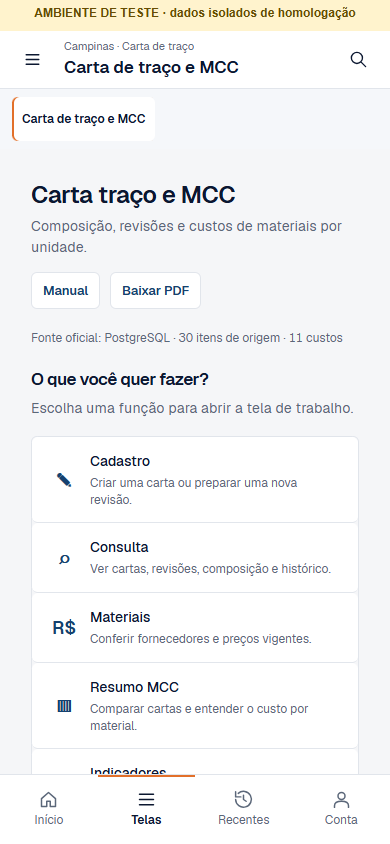 AMBIENTE DE TESTE · dados isolados de homologação
Campinas · Carta de traço
Carta de traço e MCC
Carta de traço e MCC
Carta traço e MCC
Composição, revisões e custos de materiais por
unidade.
Manual
Baixar PDF
Fonte oficial: PostgreSQL · 30 itens de origem · 11 custos
O que você quer fazer?
Escolha uma função para abrir a tela de trabalho.
Cadastro
Criar uma carta ou preparar uma nova
revisão.
Consulta
Ver cartas, revisões, composição e histórico.
R$
Materiais
Conferir fornecedores e preços vigentes.
Resumo MCC
Comparar cartas e entender o custo por
material.
Indicadores
Início
Telas
Recentes
Conta